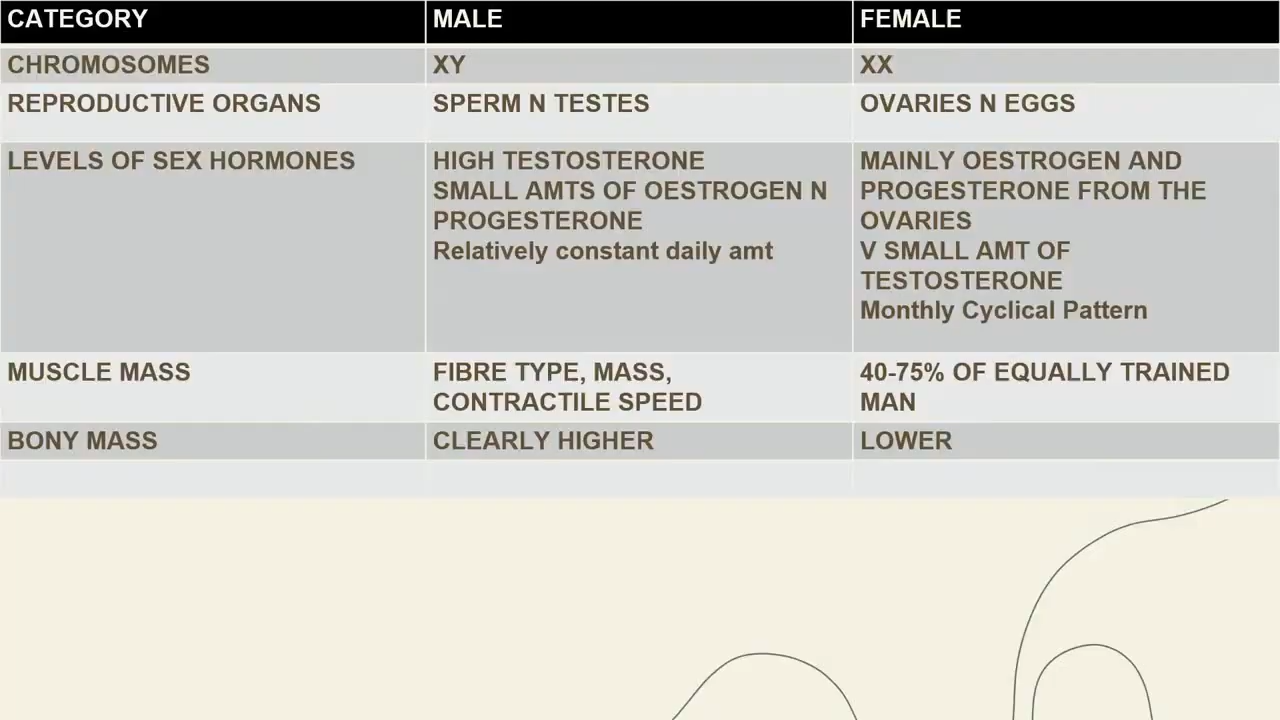 CATEGORY MALE FEMALE
CHROMOSOMES XY XX
REPRODUCTIVE ORGANS SPERM N TESTES OVARIES N EGGS
LEVELS OF SEX HORMONES
HIGH TESTOSTERONE
SMALL AMTS OF OESTROGEN N
PROGESTERONE
Relatively constant daily amt
MAINLY OESTROGEN AND
PROGESTERONE FROM THE
OVARIES
V SMALL AMT OF
TESTOSTERONE
Monthly Cyclical Pattern
MUSCLE MASS
FIBRE TYPE, MASS,
CONTRACTILE SPEED
40-75% OF EQUALLY TRAINED
MAN
BONY MASS CLEARLY HIGHER LOWER